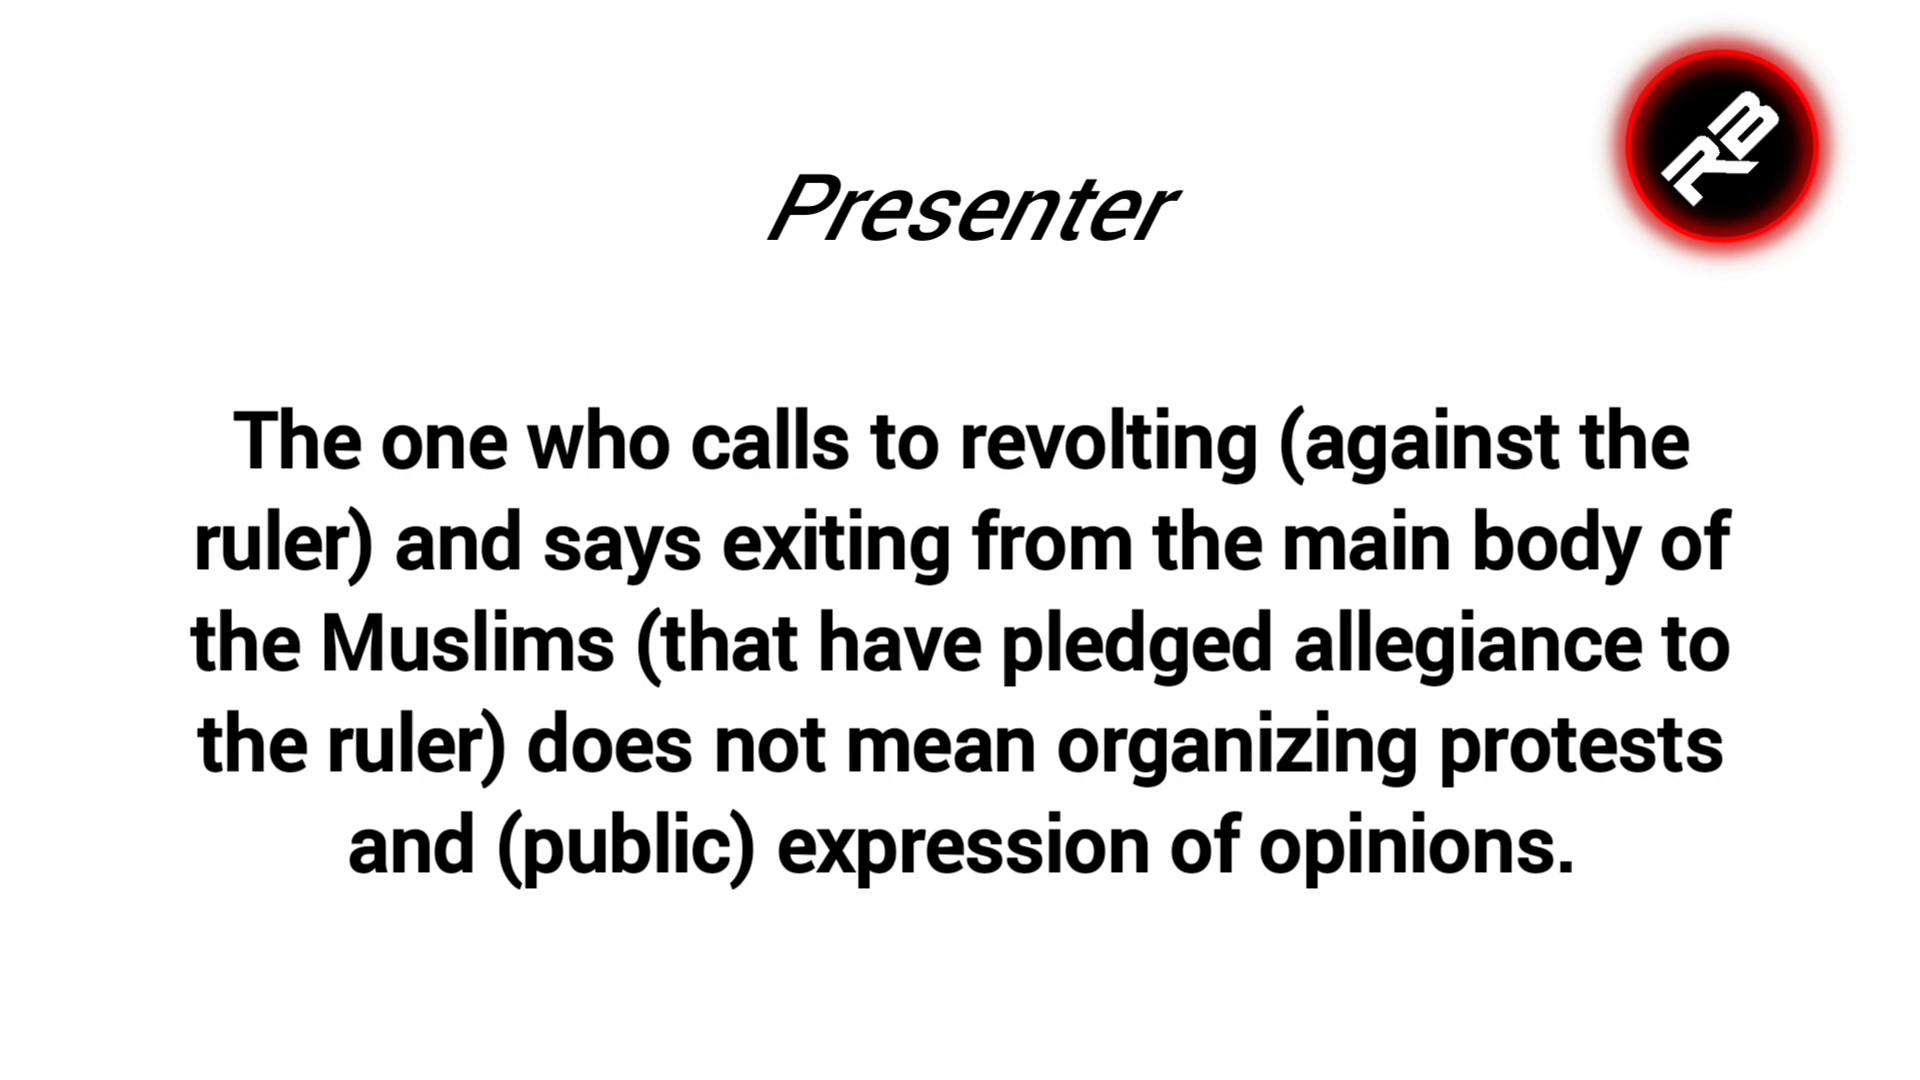 RB
Presenter
The one who calls to revolting (against the
ruler) and says exiting from the main body of
the Muslims (that have pledged allegiance to
the ruler) does not mean organizing protests
and (public) expression of opinions.